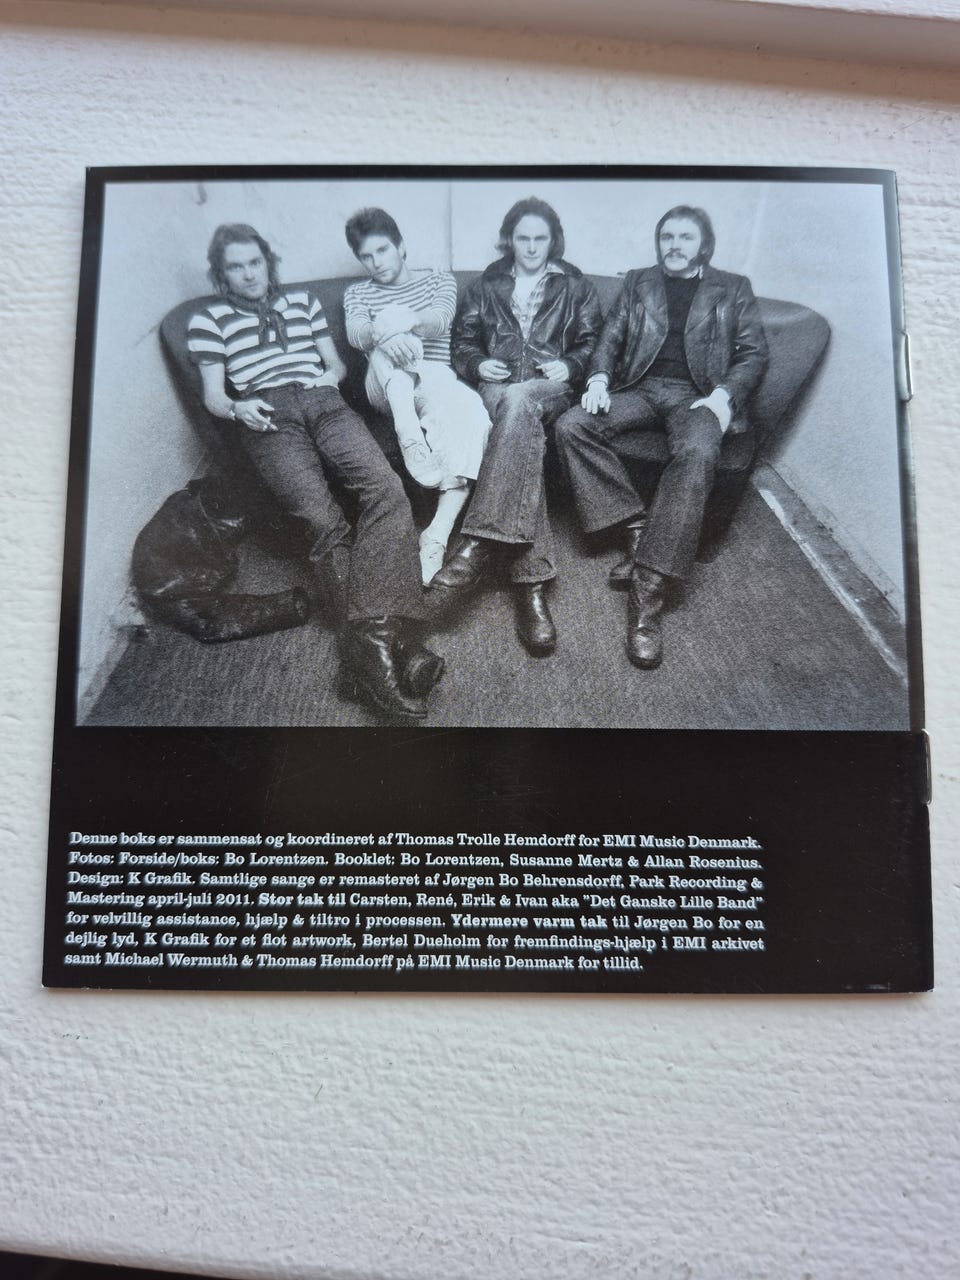 Denne boks er sammensat og koordineret af Thomas Trolle Hemdorff for EMI Music Denmark.
Fotos: Forside/boks: Bo Lorentzen. Booklet: Bo Lorentzen, Susanne Mertz & Allan Rosenius.
Design: K Grafik. Samtlige sange er remasteret af Jørgen Bo Behrensdorff, Park Recording &
Mastering april-juli 2011. Stor tak til Carsten, René, Erik & Ivan aka "Det Ganske Lille Band"
for velvillig assistance, hjælp & tiltro i processen. Ydermere varm tak til Jørgen Bo for en
dejlig lyd, K Grafik for et flot artwork, Bertel Dueholm for fremfindings-hjælp i EMI arkivet
samt Michael Wermuth & Thomas Hemdorff på EMI Music Denmark for tillid.